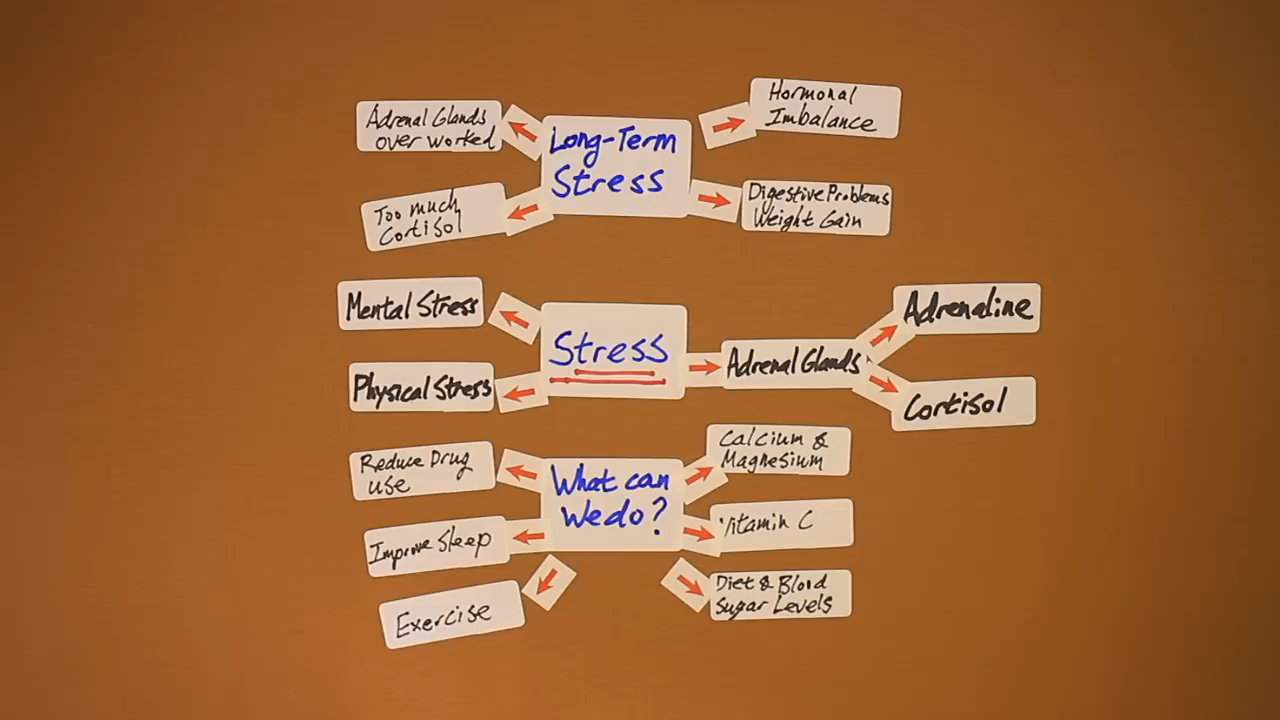 Adrenal Glands
over worked
Long-Term
Stress
Hormonal
Imbalance
Too much
Cortisol
Digestive Problems
Weight Gain
Mental Stress
Physical Stress
Stress
Adrenal Glands
Adrenaline
Cortisol
Reduce Drug
use
Improve Sleep
Exercise
What can
We do?
Calcium &
Magnesium
Vitamin C
Diet & Blood
Sugar Levels